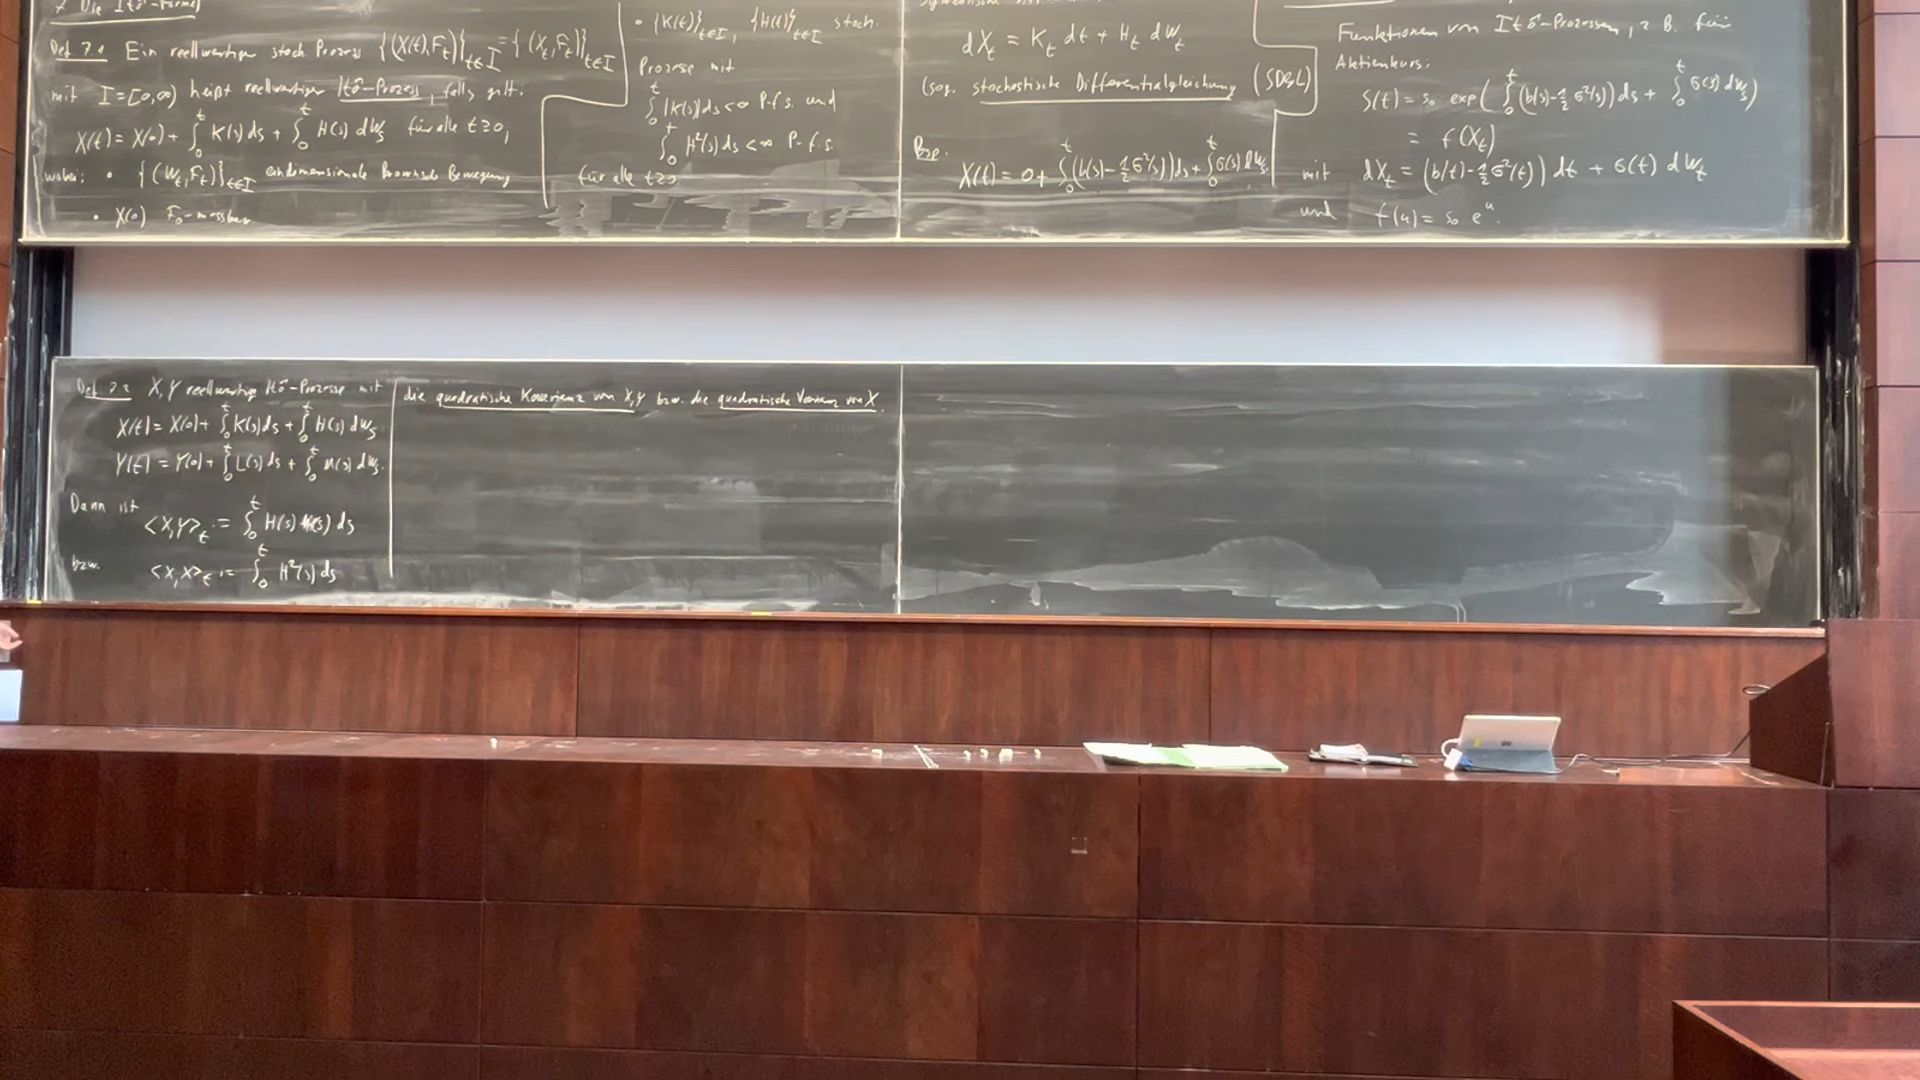 7 Die Itô-Formel
Def. 7.1 Ein reellwertiger stoch Prozess {(X(t),F_t)}_{t∈I} = {(X_t,F_t)}_{t∈I}
mit I=[0,∞) heißt reellwertiger Itô-Prozess, falls gilt:
X(t) = X(0) + ∫_0^t K(s) ds + ∫_0^t H(s) dW_s für alle t≥0,
wobei: • {(W_t,F_t)}_{t∈I} eindimensionale Brownsche Bewegung
• X(0) F_0-messbar
• {K(t)}_{t∈I}, {H(t)}_{t∈I} stoch.
Prozesse mit
∫_0^t |K(s)| ds < ∞ P-f.s. und
∫_0^t H²(s) ds < ∞ P-f.s.
für alle t≥0
dX_t = K_t dt + H_t dW_t
(sog. stochastische Differentialgleichung (SDGL)
Bsp.
X(t) = 0 + ∫_0^t (b(s)-½σ²(s)) ds + ∫_0^t σ(s) dW_s
Funktionen von Itô-Prozessen, z.B. für
Aktienkurs:
S(t) = s_0 exp(∫_0^t (b(s)-½σ²(s)) ds + ∫_0^t σ(s) dW_s)
= f(X_t)
mit dX_t = (b(t)-½σ²(t)) dt + σ(t) dW_t
und f(u) = s_0 e^u.
Def. 7.2 X,Y reellwertige Itô-Prozesse mit
X(t) = X(0) + ∫_0^t K(s) ds + ∫_0^t H(s) dW_s
Y(t) = Y(0) + ∫_0^t L(s) ds + ∫_0^t M(s) dW_s.
Dann ist
<X,Y>_t := ∫_0^t H(s) M(s) ds
bzw. <X,X>_t := ∫_0^t H²(s) ds
die quadratische Kovarianz von X,Y bzw. die quadratische Varianz von X.